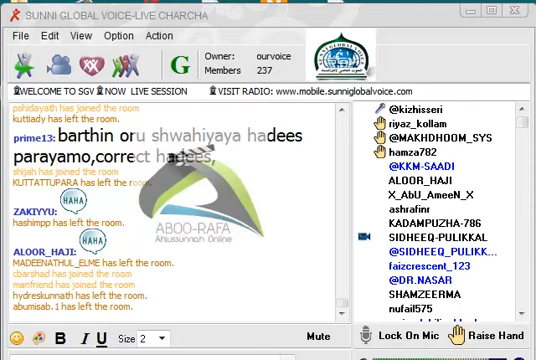 SUNNI GLOBAL VOICE-LIVE CHARCHA
File Edit View Option Action
G
Owner: ourvoice
Members 237
WELCOME TO SGV NOW LIVE SESSION VISIT RADIO: www.mobile.sunniglobalvoice.com
pshidayath has joined the room
kuttiady has left the room.
prime13: barthin oru shwahiyaya hadees
parayamo,correct hadees,
shijah has joined the room
KUTTATTUPARA has left the room.
HAHA
ZAKIYYU:
hashimpp has left the room.
HAHA
ALOOR_HAJI:
MADEENATHUL_ELME has left the room.
cbarshad has joined the room
manfriend has joined the room
hydreskunnath has left the room.
abumisab.1 has left the room.
ABOO-RAFA
Ahlussunnah Online
@kizhisseri
riyaz_kollam
@MAKHDHOOM_SYS
hamza782
@KKM-SAADI
ALOOR_HAJI
X_AbU_AmeeN_X
ashrafinr
KADAMPUZHA-786
SIDHEEQ-PULIKKAL
@SIDHEEQ-PULIKK...
faizcrescent_123
@DR.NASAR
SHAMZEERMA
nufail575
B I U Size 2 Mute
Lock On Mic Raise Hand